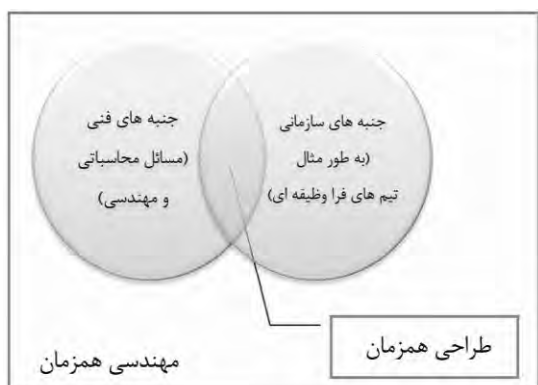 جنبه های سازمانی
(به طور مثال
تیم های فرا وظیفه ای)
جنبه های فنی
(مسائل محاسباتی
و مهندسی)
طراحی همزمان
مهندسی همزمان